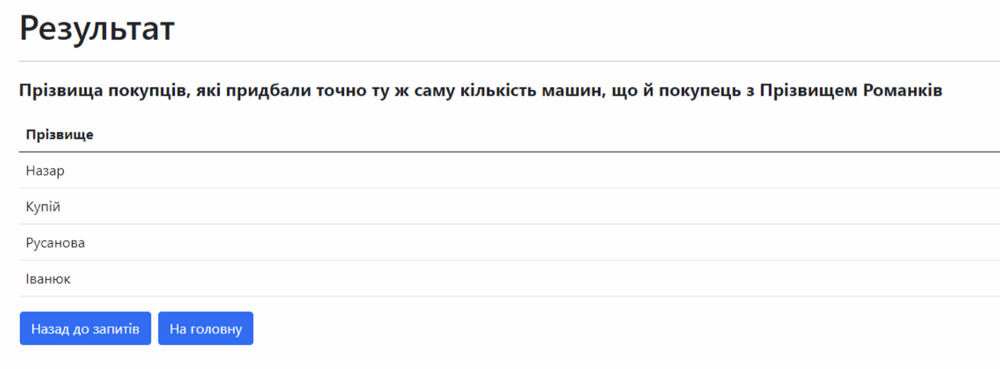 Результат
Прізвища покупців, які придбали точно ту ж саму кількість машин, що й покупець з Прізвищем Романків
Прізвище
Назар
Купій
Русанова
Іванюк
Назад до запитів На головну